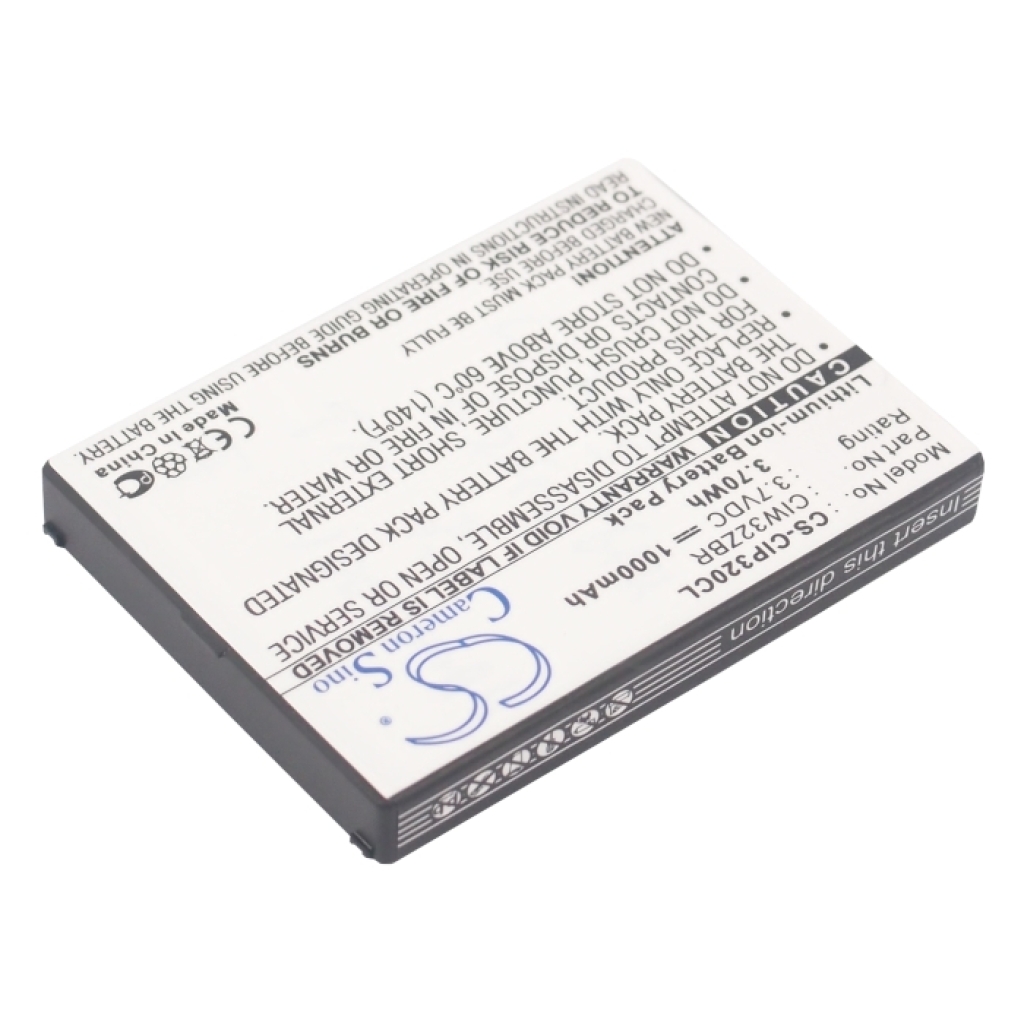 Cameron Sino ®
CS
Model No. : CS-CIP320CL
Part No. : CIW32ZBR
Rating : 3.7VDC ⎓ 1000mAh
3.70Wh
Lithium-ion Battery Pack
CAUTION WARRANTY VOID IF LABEL IS REMOVED
• DO NOT ATTEMPT TO DISASSEMBLE, OPEN OR SERVICE
THE BATTERY PACK.
• REPLACE ONLY WITH THE BATTERY PACK DESIGNATED
FOR THIS PRODUCT.
• DO NOT CRUSH, PUNCTURE, SHORT EXTERNAL
CONTACTS OR DISPOSE OF IN FIRE OR WATER.
• DO NOT STORE ABOVE 60°C (140°F).
ATTENTION!
NEW BATTERY PACK MUST BE FULLY
CHARGED BEFORE USE.
TO REDUCE RISK OF FIRE OR BURNS
READ INSTRUCTIONS IN OPERATING GUIDE BEFORE USING THE BATTERY.
CE
Made In China
PC
Insert this direction